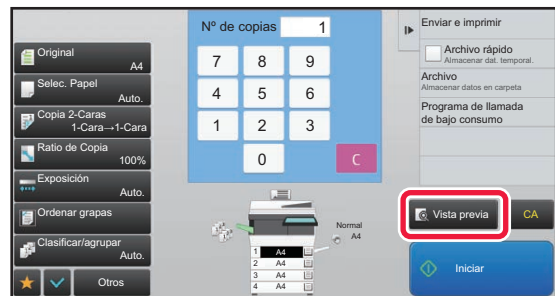 Original
A4
Selec. Papel
Auto.
Copia 2-Caras
1-Cara→1-Cara
Ratio de Copia
100%
Exposición
Auto.
Ordenar grapas
Clasificar/agrupar
Auto.
Otros
Nº de copias 1
7 8 9
4 5 6
1 2 3
0 C
Normal
A4
1 A4
2 A4
3 A4
4 A4
Enviar e imprimir
Archivo rápido
Almacenar dat. temporal.
Archivo
Almacenar datos en carpeta
Programa de llamada
de bajo consumo
Vista previa CA
Iniciar